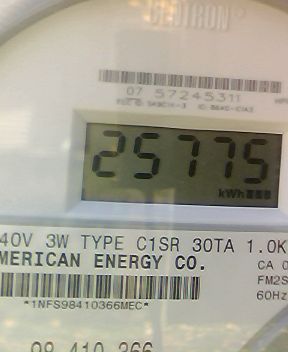 CENTRON
07 57245311
25775
kWh
40V 3W TYPE C1SR 30TA 1.0K
MERICAN ENERGY CO.
CA 0
FM2S
60Hz
*1NFS98410366MEC*
98 410 366